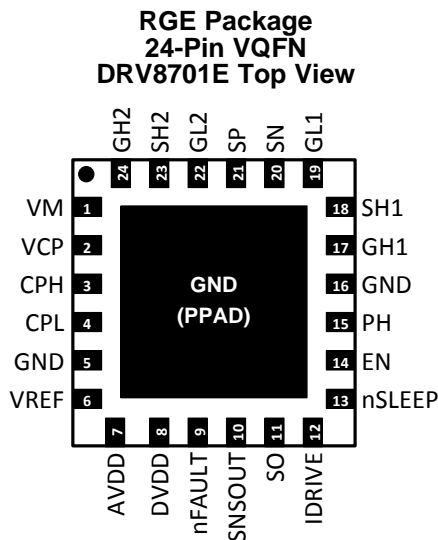 RGE Package
24-Pin VQFN
DRV8701E Top View
GH2
SH2
GL2
SP
SN
GL1
24
23
22
21
20
19
VM 1
VCP 2
CPH 3
CPL 4
GND 5
VREF 6
GND
(PPAD)
18 SH1
17 GH1
16 GND
15 PH
14 EN
13 nSLEEP
7
8
9
10
11
12
AVDD
DVDD
nFAULT
SNSOUT
SO
IDRIVE